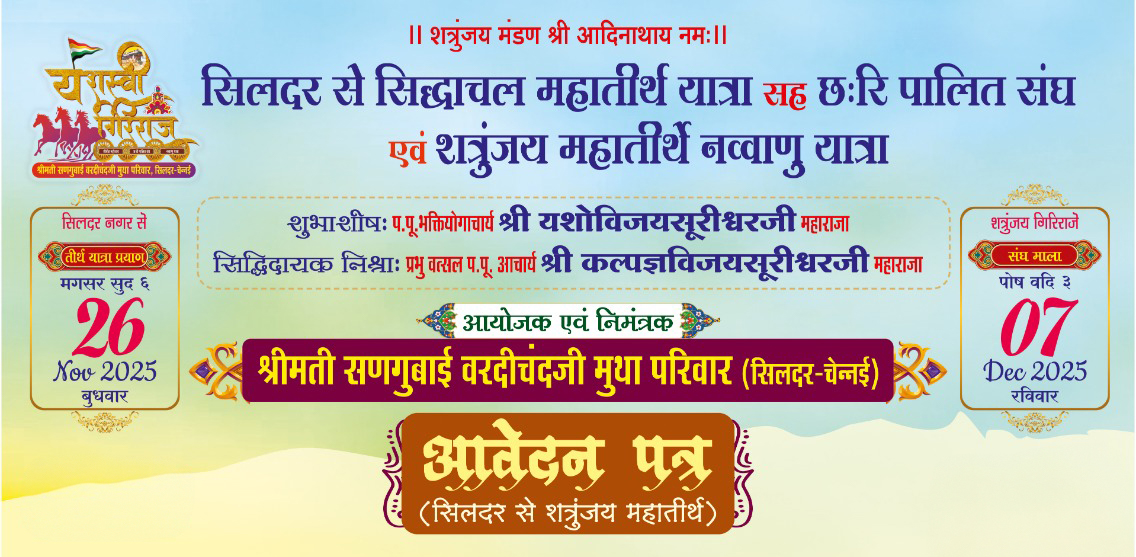 ।। शत्रुंजय मंडण श्री आदिनाथाय नमः।।
यशस्वी
गिरिराज
श्रीमती सणगुबाई वरदीचंदजी मुथा परिवार, सिलदर-चेन्नई
सिलदर से सिद्धाचल महातीर्थ यात्रा सह छःरि पालित संघ
एवं शत्रुंजय महातीर्थे नव्वाणु यात्रा
सिलदर नगर से
तीर्थ यात्रा प्रयाण
मगसर सुद ६
26
Nov 2025
बुधवार
शुभाशीषः प.पू.भक्तियोगाचार्य श्री यशोविजयसूरीश्वरजी महाराजा
सिद्धिदायक निश्राः प्रभु वत्सल प.पू. आचार्य श्री कल्पज्ञविजयसूरीश्वरजी महाराजा
शत्रुंजय गिरिराजे
संघ माला
पोष वदि ३
07
Dec 2025
रविवार
आयोजक एवं निमंत्रक
श्रीमती सणगुबाई वरदीचंदजी मुथा परिवार (सिलदर-चेन्नई)
आवेदन पत्र
(सिलदर से शत्रुंजय महातीर्थ)